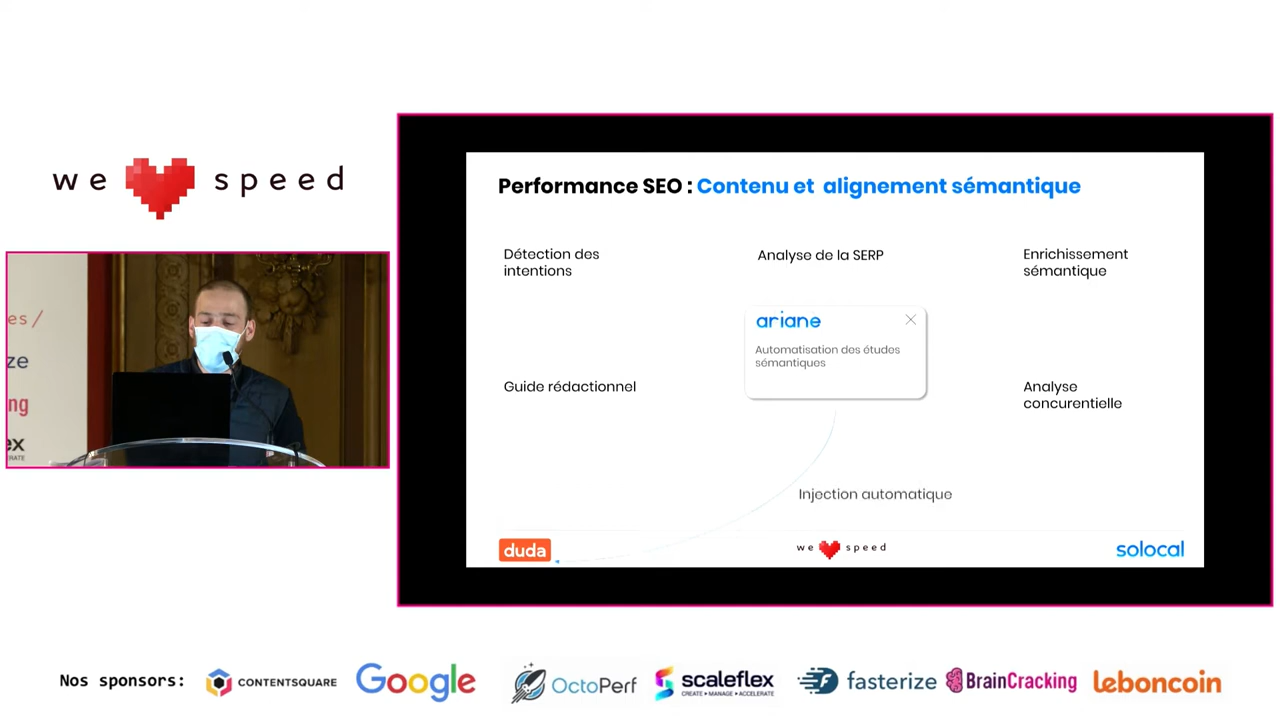 we speed
es/
ze
ng
ex
RATE
Performance SEO : Contenu et alignement sémantique
Détection des
intentions
Analyse de la SERP
Enrichissement
sémantique
ariane
Automatisation des études
sémantiques
Guide rédactionnel
Analyse
concurentielle
Injection automatique
duda
we speed
solocal
Nos sponsors:
CONTENTSQUARE
Google
OctoPerf
scaleflex
CREATE • MANAGE • ACCELERATE
fasterize
BrainCracking
leboncoin